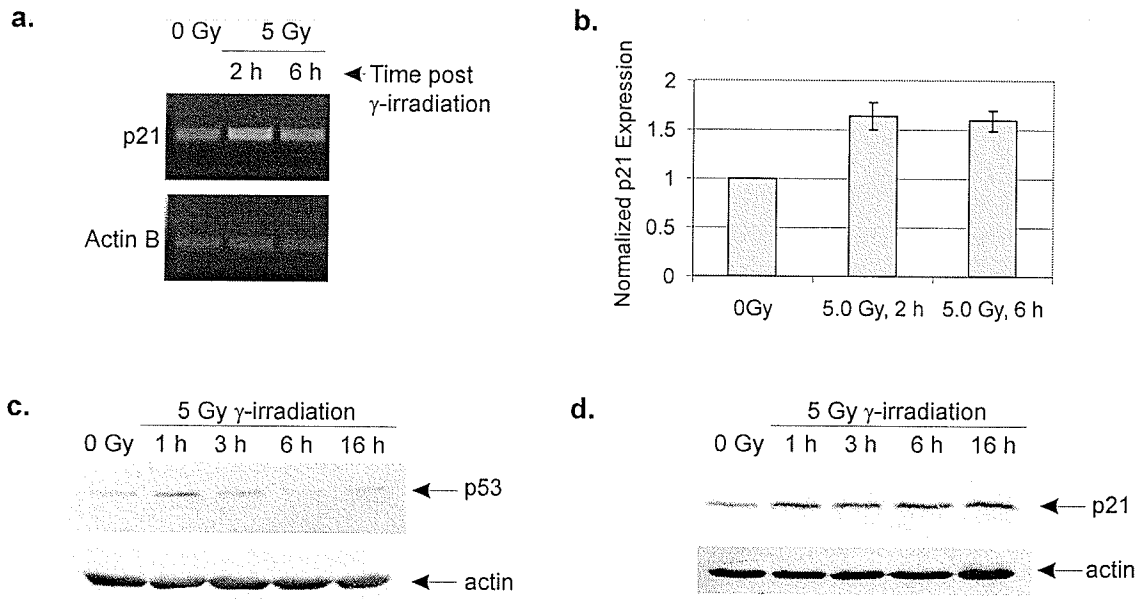 a.
0 Gy 5 Gy
2 h 6 h Time post
γ-irradiation
p21
Actin B
b.
Normalized p21 Expression
2
1.5
1
0.5
0
0Gy 5.0 Gy, 2 h 5.0 Gy, 6 h
c.
5 Gy γ-irradiation
0 Gy 1 h 3 h 6 h 16 h
p53
actin
d.
5 Gy γ-irradiation
0 Gy 1 h 3 h 6 h 16 h
p21
actin